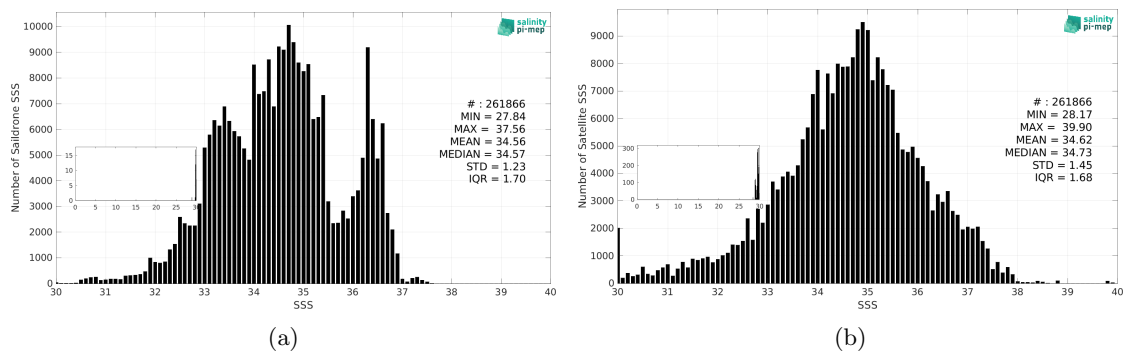 salinity
pi-mep
Number of Saildrone SSS
10000
9000
8000
7000
6000
5000
4000
3000
2000
1000
0
# : 261866
MIN = 27.84
MAX = 37.56
MEAN = 34.56
MEDIAN = 34.57
STD = 1.23
IQR = 1.70
15
10
5
0
0 5 10 15 20 25 30
30 31 32 33 34 35 36 37 38 39 40
SSS
(a)
salinity
pi-mep
Number of Satellite SSS
9000
8000
7000
6000
5000
4000
3000
2000
1000
0
# : 261866
MIN = 28.17
MAX = 39.90
MEAN = 34.62
MEDIAN = 34.73
STD = 1.45
IQR = 1.68
300
200
100
0
0 5 10 15 20 25 30
30 31 32 33 34 35 36 37 38 39 40
SSS
(b)